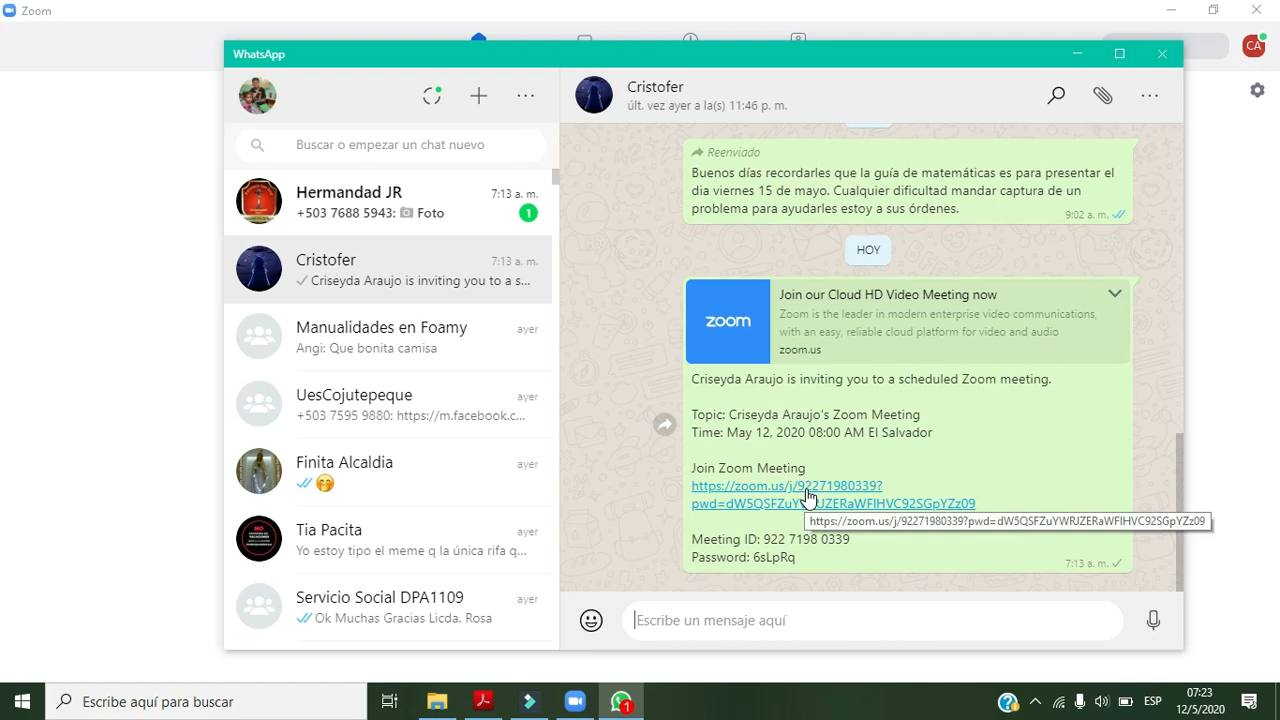 Zoom
CA
WhatsApp
Buscar o empezar un chat nuevo
Hermandad JR
7:13 a. m.
+503 7688 5943: Foto
1
Cristofer
7:13 a. m.
Criseyda Araujo is inviting you to a s...
Manualidades en Foamy
ayer
Angi: Que bonita camisa
UesCojutepeque
ayer
+503 7595 9880: https://m.facebook.c...
Finita Alcaldia
ayer
Tia Pacita
ayer
Yo estoy tipo el meme q la única rifa q...
Servicio Social DPA1109
ayer
Ok Muchas Gracias Licda. Rosa
Cristofer
últ. vez ayer a la(s) 11:46 p. m.
Reenviado
Buenos días recordarles que la guía de matemáticas es para presentar el
dia viernes 15 de mayo. Cualquier dificultad mandar captura de un
problema para ayudarles estoy a sus órdenes.
9:02 a. m.
HOY
zoom
Join our Cloud HD Video Meeting now
Zoom is the leader in modern enterprise video communications,
with an easy, reliable cloud platform for video and audio
zoom.us
Criseyda Araujo is inviting you to a scheduled Zoom meeting.
Topic: Criseyda Araujo's Zoom Meeting
Time: May 12, 2020 08:00 AM El Salvador
Join Zoom Meeting
https://zoom.us/j/92271980339?
pwd=dW5QSFZuYWRJZERaWFlHVC92SGpYZz09
https://zoom.us/j/92271980339?pwd=dW5QSFZuYWRJZERaWFlHVC92SGpYZz09
Meeting ID: 922 7198 0339
Password: 6sLpRq
7:13 a. m.
Escribe un mensaje aquí
Escribe aquí para buscar
1
ESP
07:23
12/5/2020